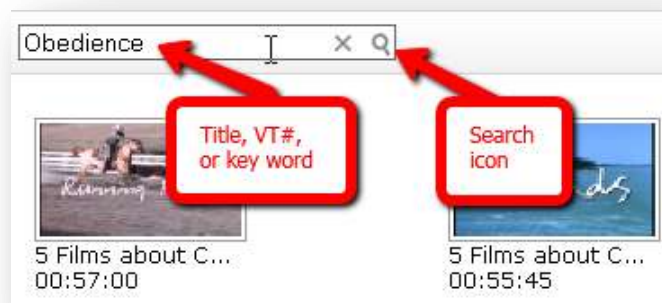 Obedience
Title, VT#,
or key word
Search
icon
Running
5 Films about C...
00:57:00
5 Films about C...
00:55:45